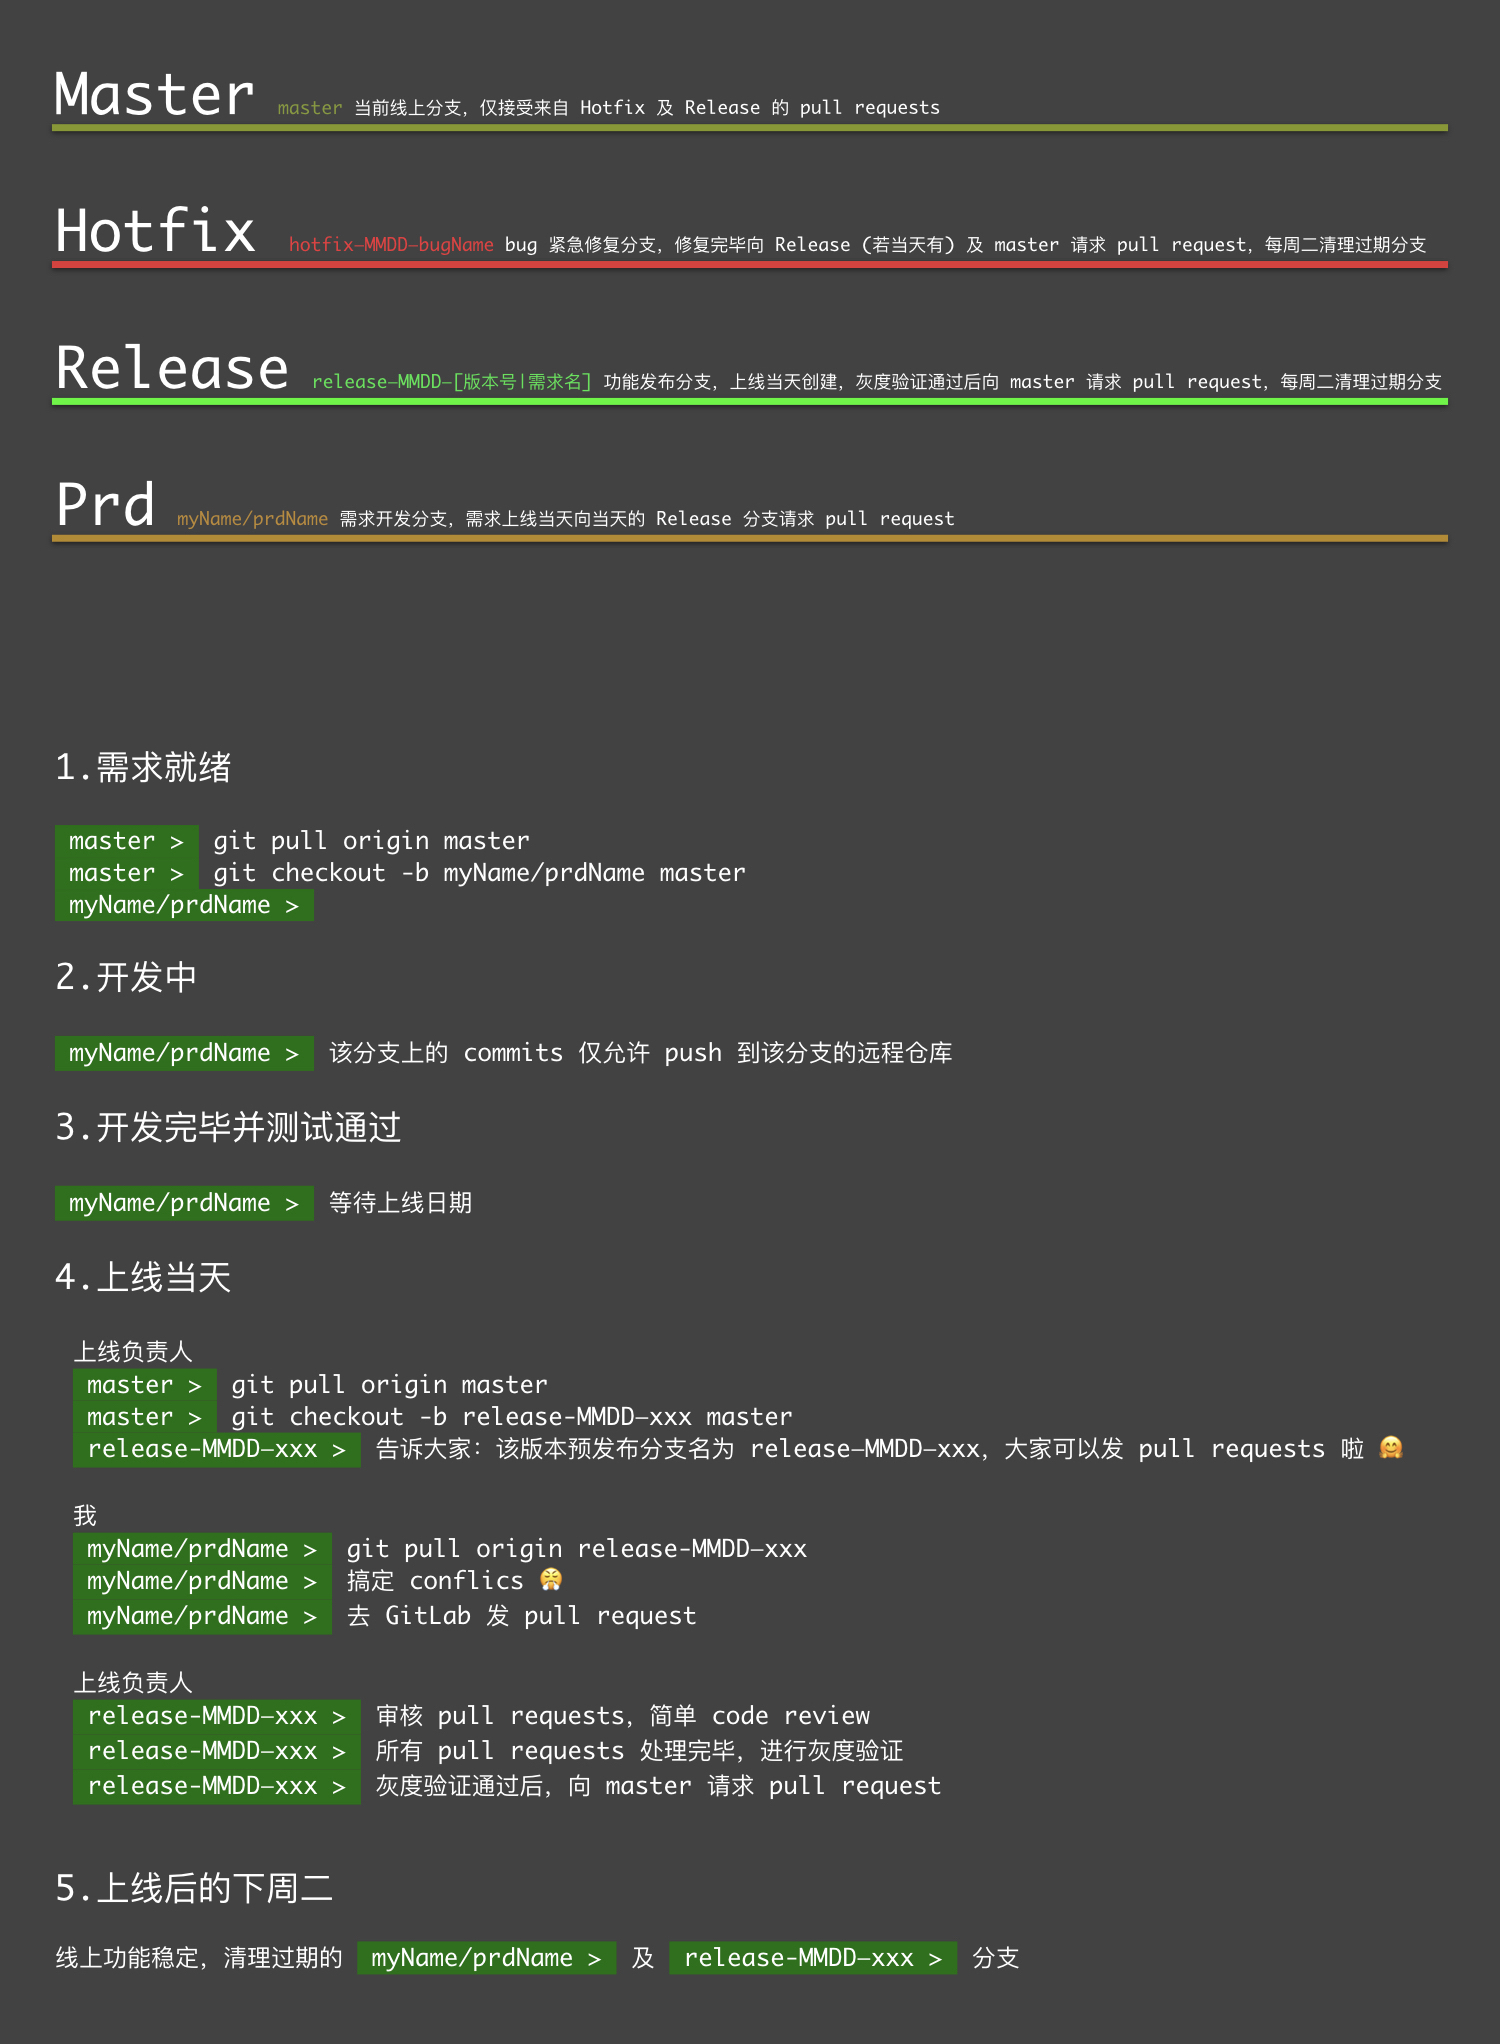 Master master 当前线上分支，仅接受来自 Hotfix 及 Release 的 pull requests
Hotfix hotfix—MMDD—bugName bug 紧急修复分支，修复完毕向 Release (若当天有) 及 master 请求 pull request，每周二清理过期分支
Release release—MMDD—[版本号|需求名] 功能发布分支，上线当天创建，灰度验证通过后向 master 请求 pull request，每周二清理过期分支
Prd myName/prdName 需求开发分支，需求上线当天向当天的 Release 分支请求 pull request
1.需求就绪
master > git pull origin master
master > git checkout -b myName/prdName master
myName/prdName >
2.开发中
myName/prdName > 该分支上的 commits 仅允许 push 到该分支的远程仓库
3.开发完毕并测试通过
myName/prdName > 等待上线日期
4.上线当天
上线负责人
master > git pull origin master
master > git checkout -b release-MMDD—xxx master
release-MMDD—xxx > 告诉大家：该版本预发布分支名为 release—MMDD—xxx，大家可以发 pull requests 啦 🤗
我
myName/prdName > git pull origin release-MMDD—xxx
myName/prdName > 搞定 conflics 😤
myName/prdName > 去 GitLab 发 pull request
上线负责人
release-MMDD—xxx > 审核 pull requests，简单 code review
release-MMDD—xxx > 所有 pull requests 处理完毕，进行灰度验证
release-MMDD—xxx > 灰度验证通过后，向 master 请求 pull request
5.上线后的下周二
线上功能稳定，清理过期的 myName/prdName > 及 release-MMDD—xxx > 分支